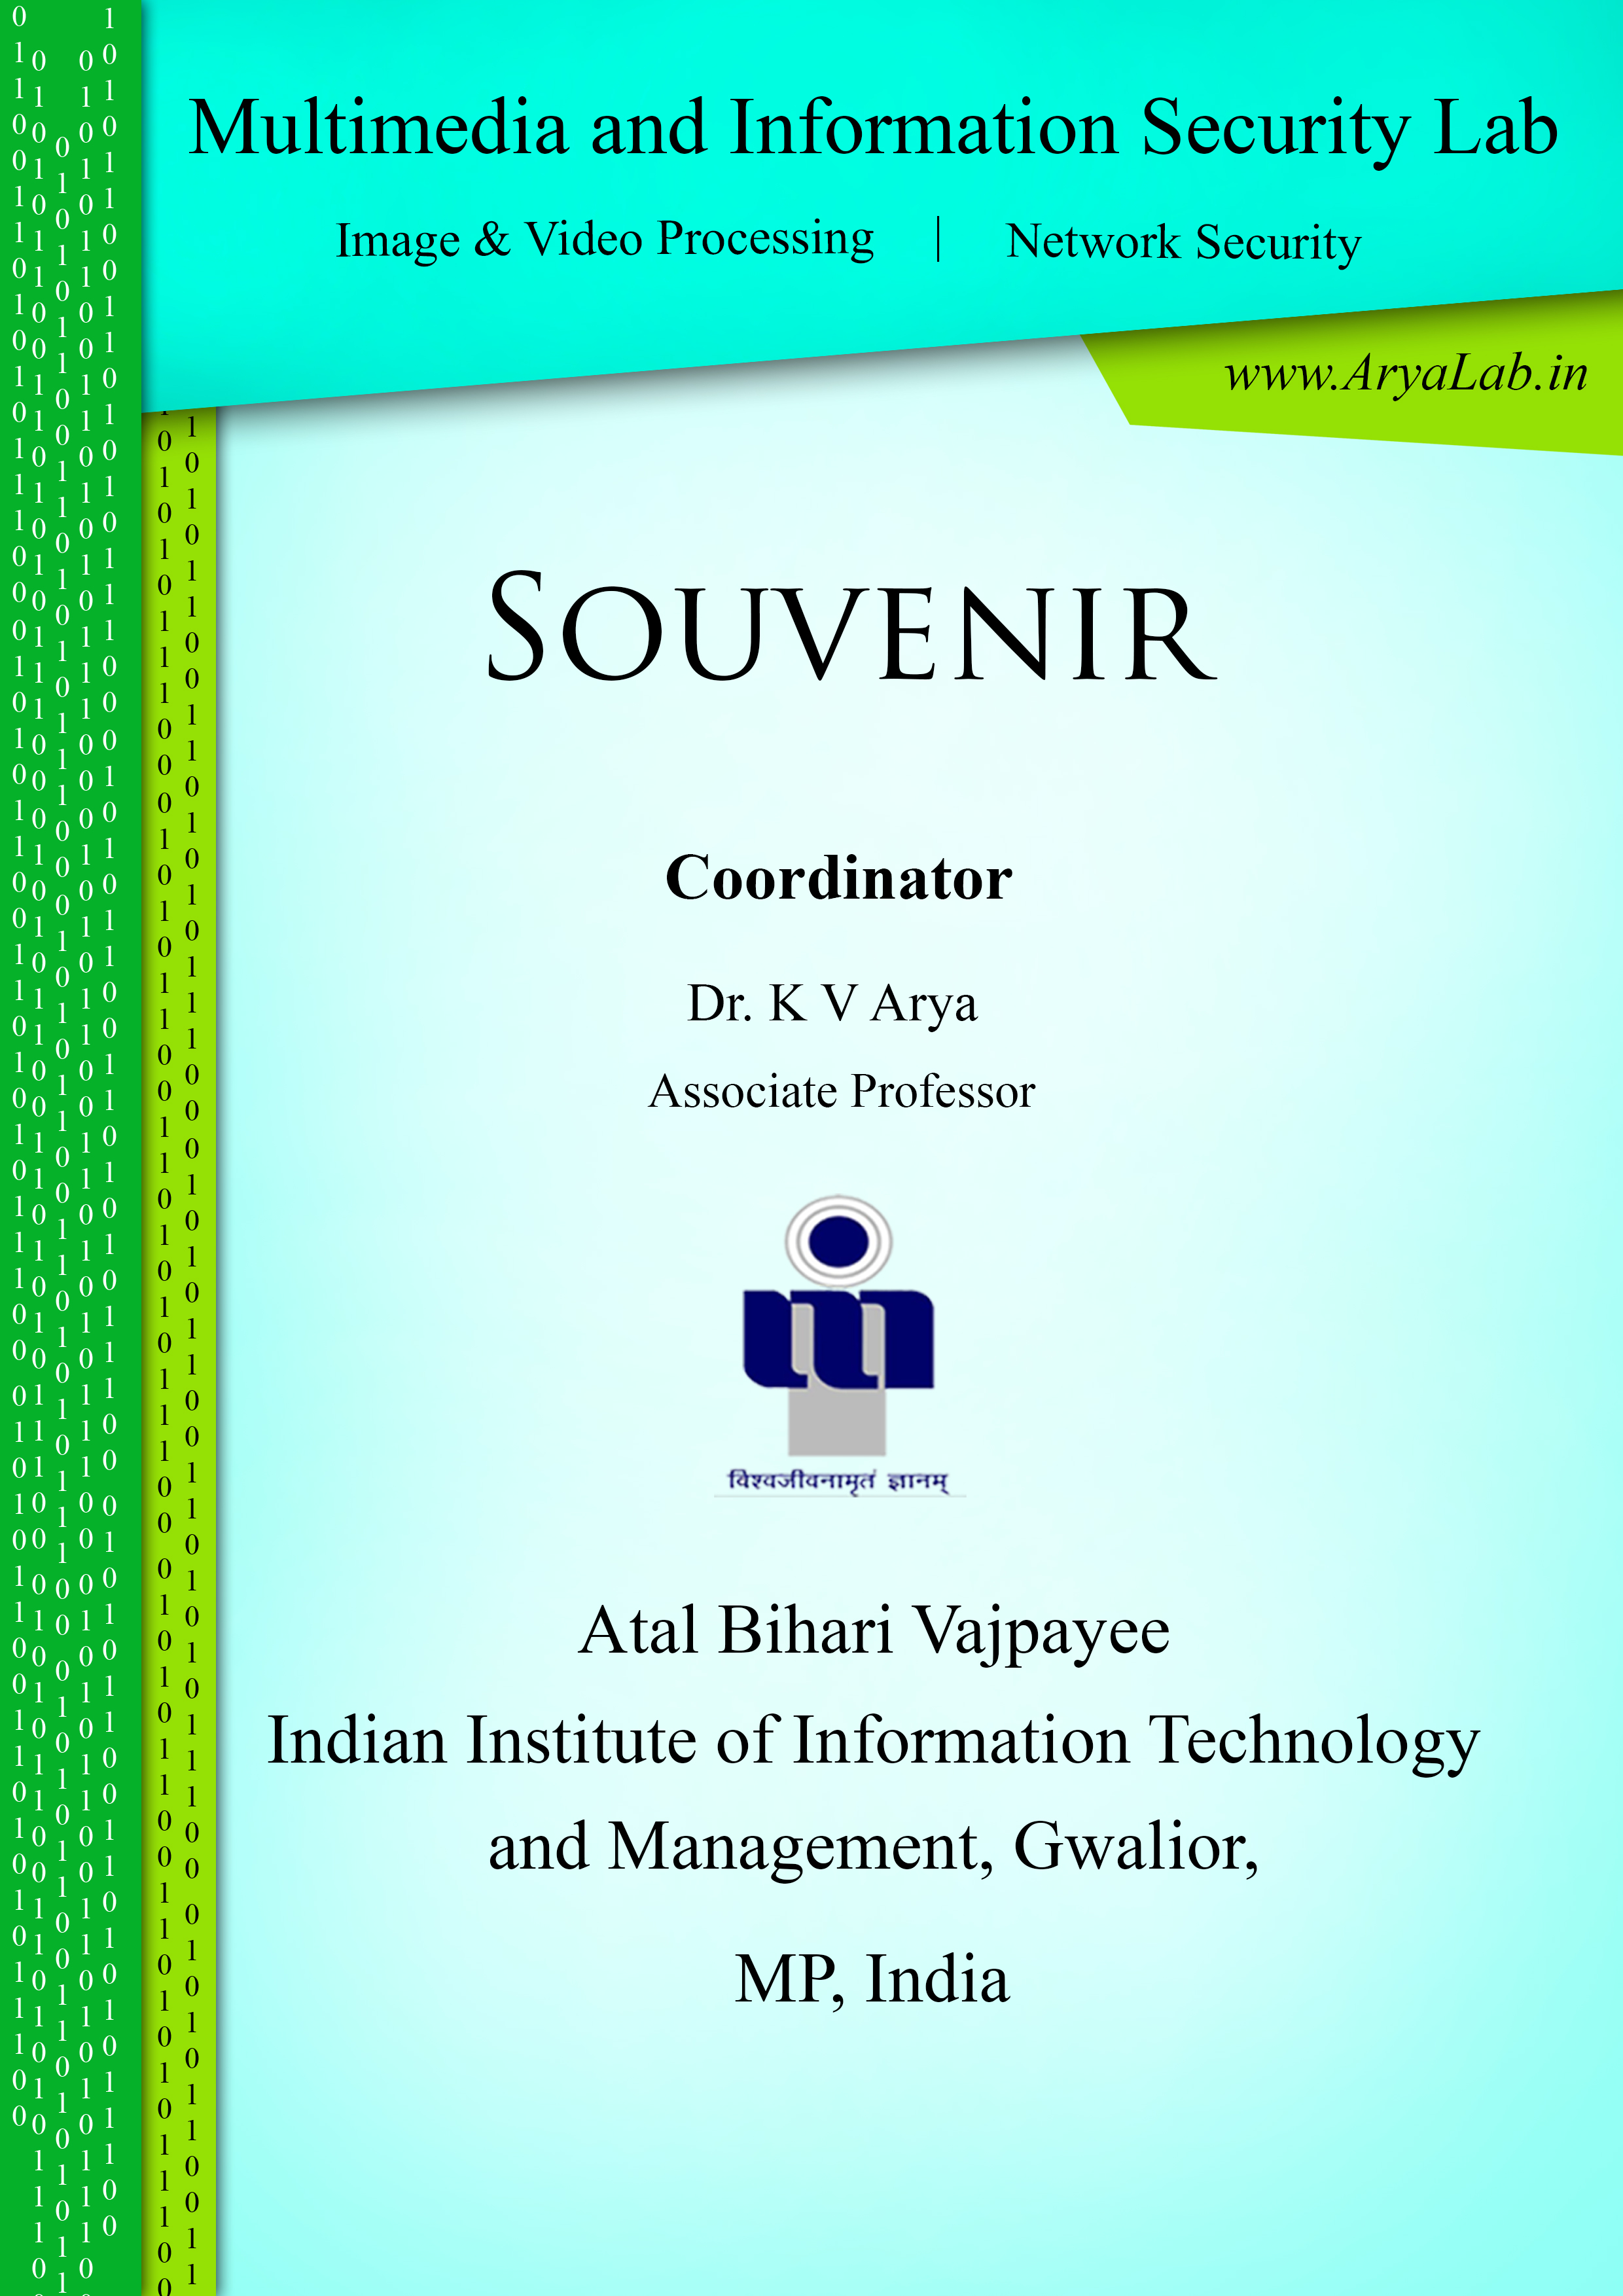 Multimedia and Information Security Lab
Image & Video Processing | Network Security
www.AryaLab.in
SOUVENIR
Coordinator
Dr. K V Arya
Associate Professor
विश्वजीवनामृतं ज्ञानम्
Atal Bihari Vajpayee
Indian Institute of Information Technology
and Management, Gwalior,
MP, India